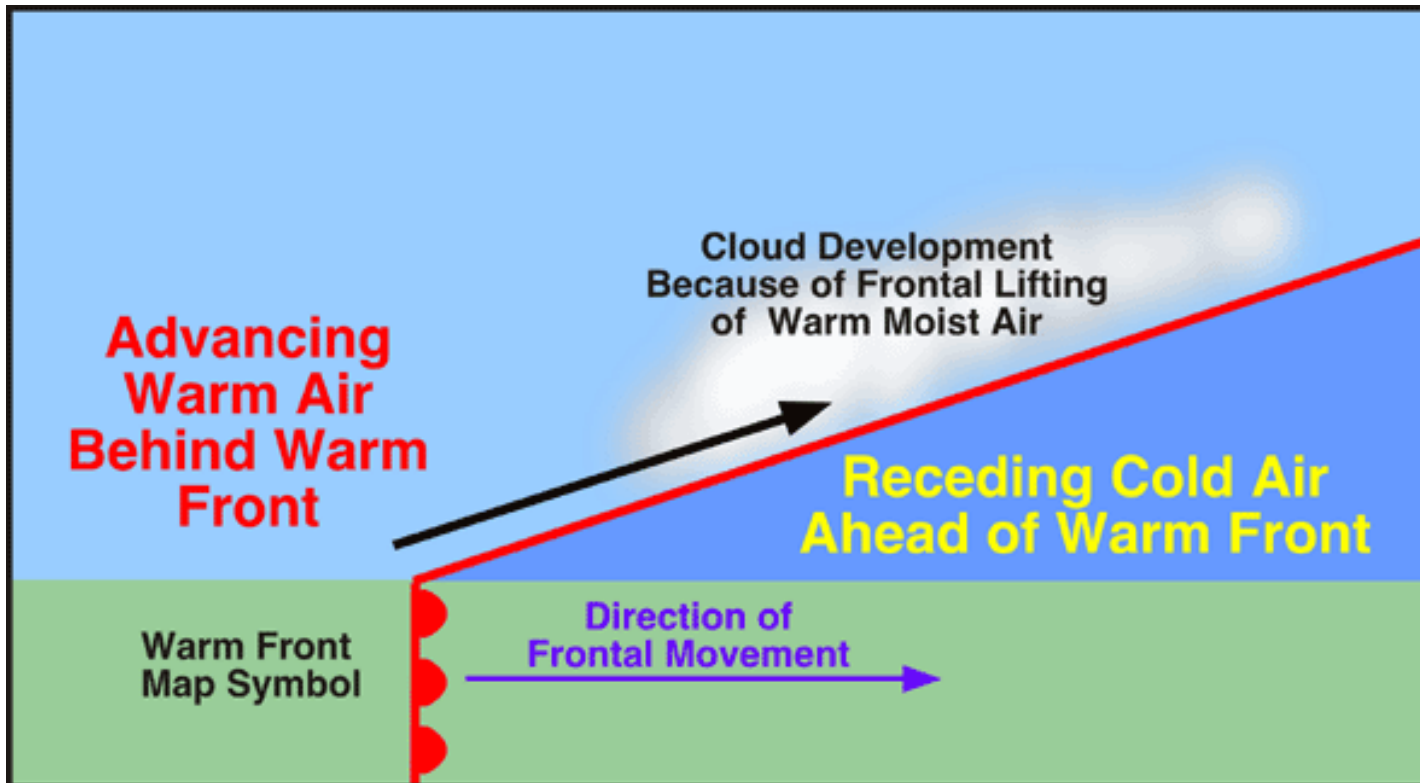 Cloud Development
Because of Frontal Lifting
of Warm Moist Air
Advancing
Warm Air
Behind Warm
Front
Receding Cold Air
Ahead of Warm Front
Warm Front
Map Symbol
Direction of
Frontal Movement